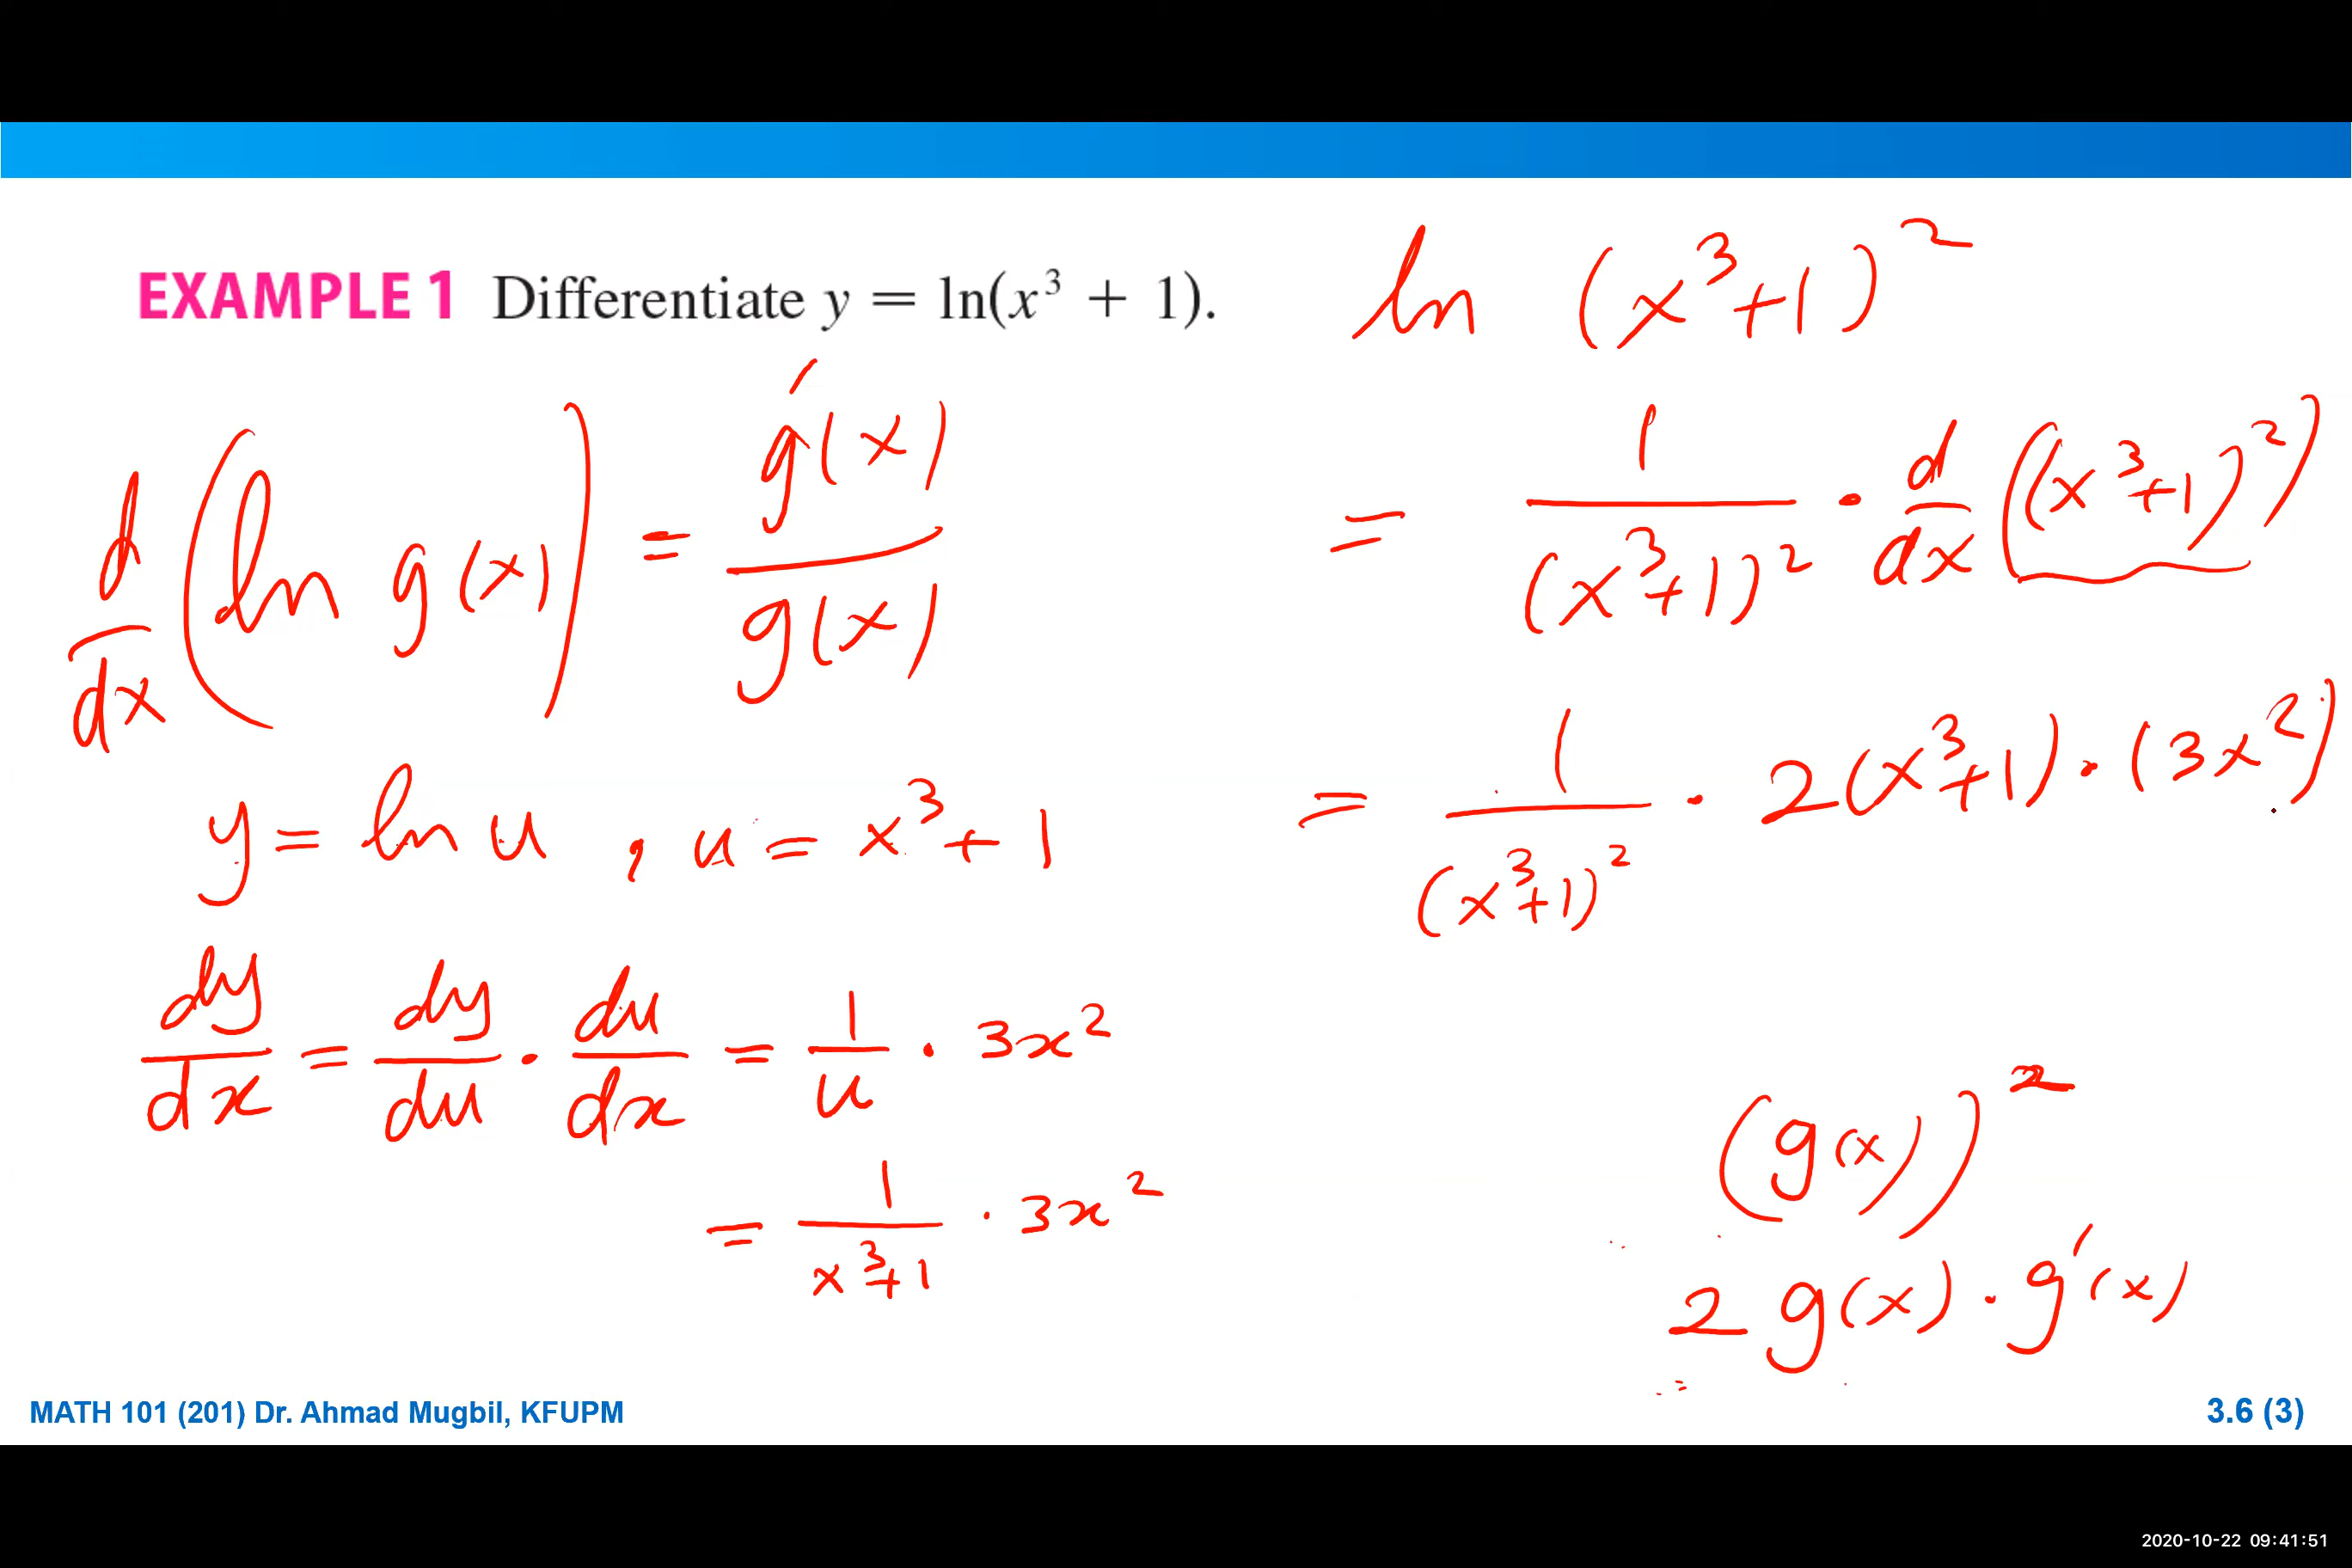 EXAMPLE 1 Differentiate y = ln(x³ + 1).
d/dx (ln g(x)) = g'(x)/g(x)
y = ln u , u = x³ + 1
dy/dx = dy/du · du/dx = 1/u · 3x²
= 1/(x³+1) · 3x²
ln (x³+1)²
= 1/(x³+1)² · d/dx ((x³+1)²)
= 1/(x³+1)² · 2(x³+1) · (3x²)
(g(x))²
2 g(x) · g'(x)
MATH 101 (201) Dr. Ahmad Mugbil, KFUPM
3.6 (3)
2020-10-22 09:41:51